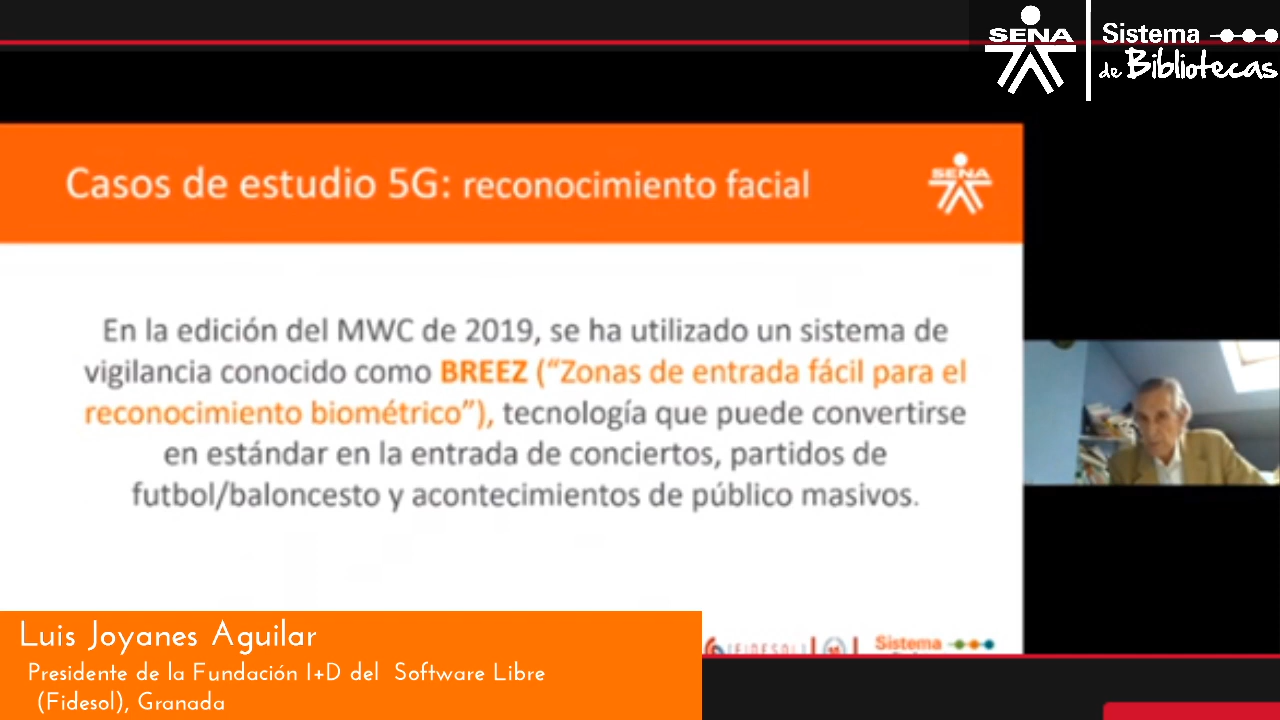 SENA
Sistema
de Bibliotecas
Casos de estudio 5G: reconocimiento facial
SENA
En la edición del MWC de 2019, se ha utilizado un sistema de
vigilancia conocido como BREEZ (“Zonas de entrada fácil para el
reconocimiento biométrico”), tecnología que puede convertirse
en estándar en la entrada de conciertos, partidos de
futbol/baloncesto y acontecimientos de público masivos.
FIDESOL
Sistema
Luis Joyanes Aguilar
Presidente de la Fundación I+D del Software Libre
(Fidesol), Granada